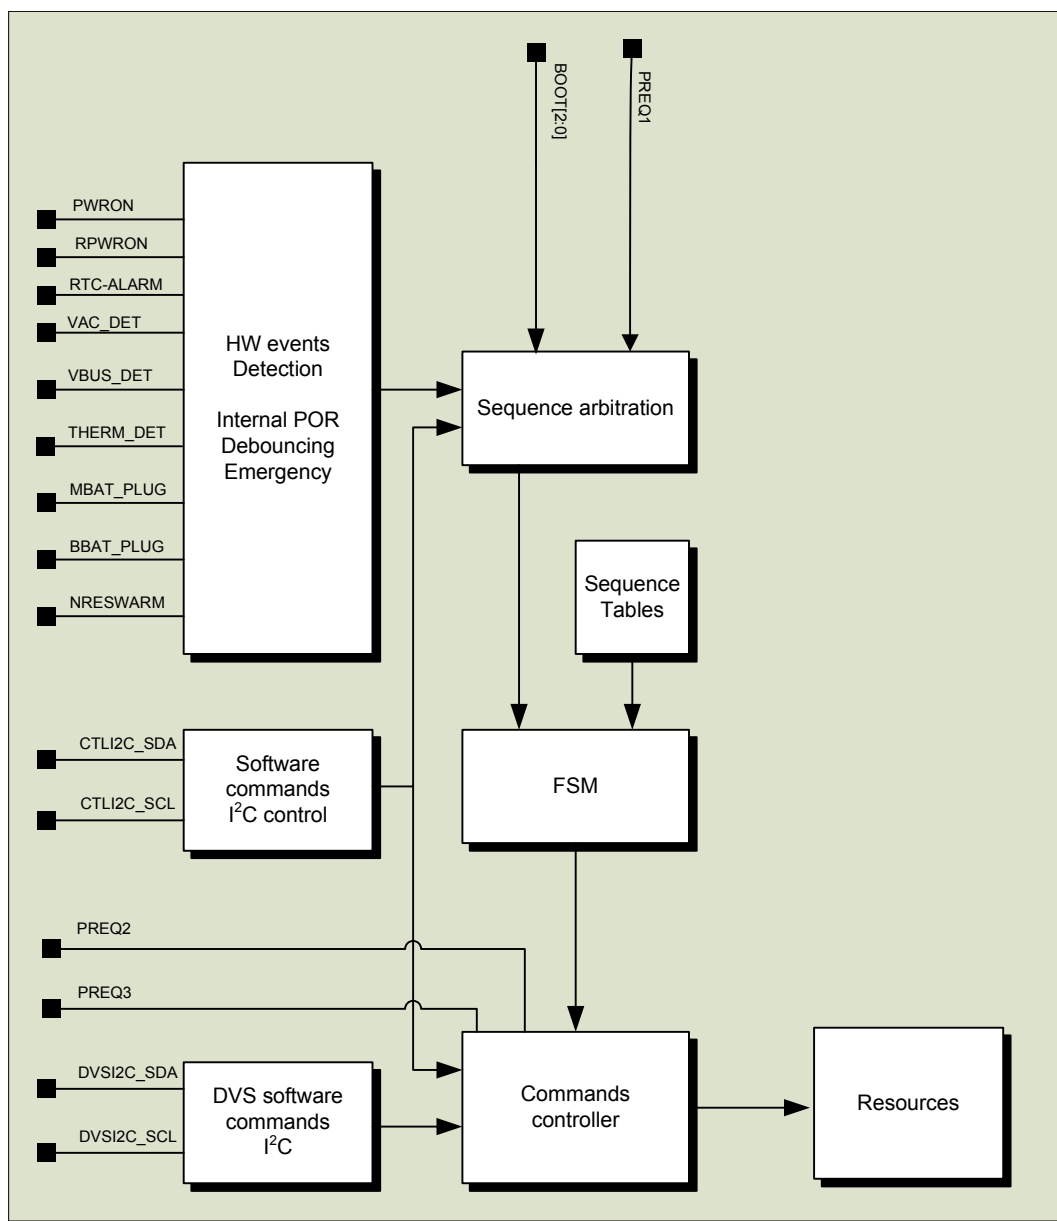 BOOT[2:0]
PREQ1
PWRON
RPWRON
RTC-ALARM
VAC_DET
VBUS_DET
THERM_DET
MBAT_PLUG
BBAT_PLUG
NRESWARM
HW events
Detection
Internal POR
Debouncing
Emergency
Sequence arbitration
Sequence
Tables
CTLI2C_SDA
CTLI2C_SCL
Software
commands
I²C control
FSM
PREQ2
PREQ3
DVSI2C_SDA
DVSI2C_SCL
DVS software
commands
I²C
Commands
controller
Resources